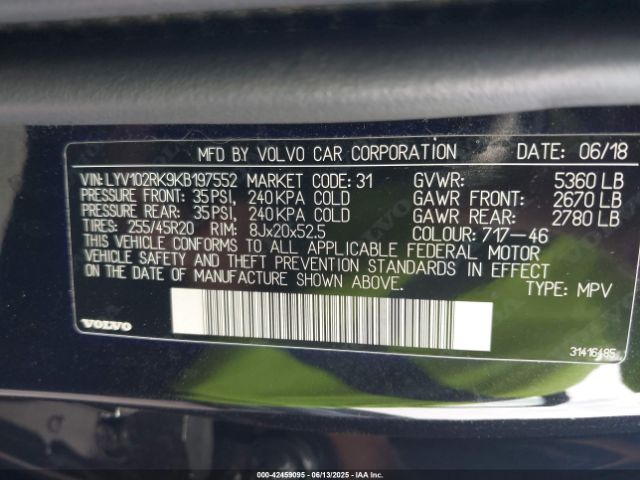 MFD BY VOLVO CAR CORPORATION DATE: 06/18
VIN: LYV102RK9KB197552 MARKET CODE: 31 GVWR: 5360 LB
PRESSURE FRONT: 35 PSI, 240 KPA COLD GAWR FRONT: 2670 LB
PRESSURE REAR: 35 PSI, 240 KPA COLD GAWR REAR: 2780 LB
TIRES: 255/45R20 RIM: 8Jx20x52.5 COLOUR: 717-46
THIS VEHICLE CONFORMS TO ALL APPLICABLE FEDERAL MOTOR
VEHICLE SAFETY AND THEFT PREVENTION STANDARDS IN EFFECT
ON THE DATE OF MANUFACTURE SHOWN ABOVE. TYPE: MPV
VOLVO 31416485
000-42459095 - 06/13/2025 - IAA Inc.